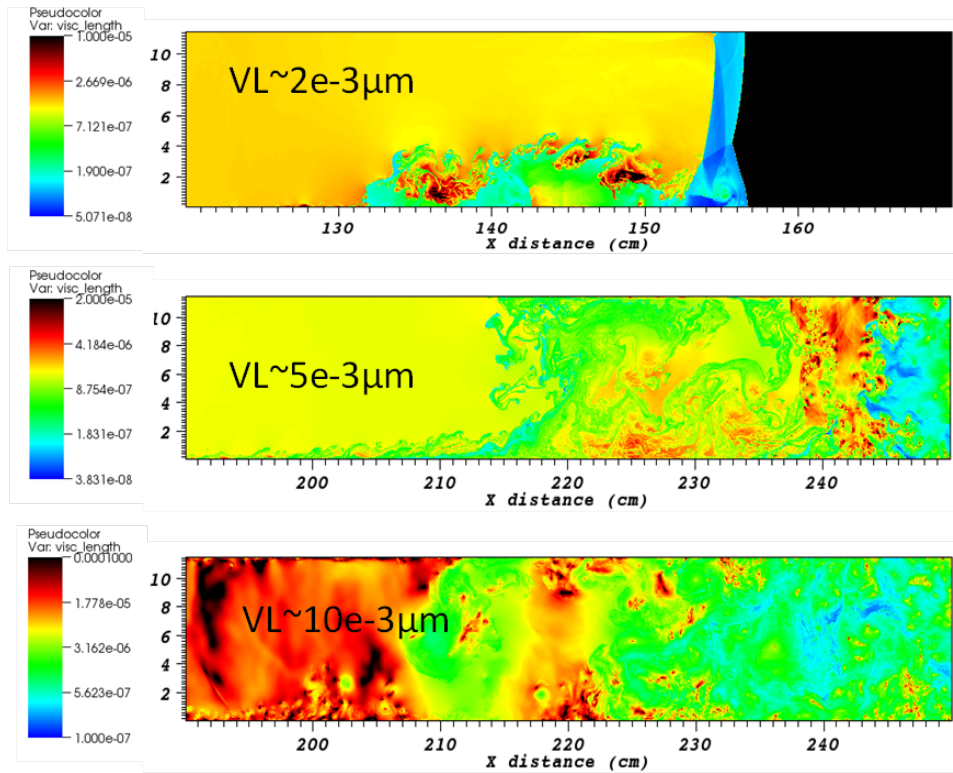 Pseudocolor
Var: visc_length
1.000e-05
2.669e-06
7.121e-07
1.900e-07
5.071e-08
10
8
6
4
2
VL~2e-3μm
130 140 150 160
X distance (cm)
Pseudocolor
Var: visc_length
2.000e-05
4.184e-06
8.754e-07
1.831e-07
3.831e-08
10
8
6
4
2
VL~5e-3μm
200 210 220 230 240
X distance (cm)
Pseudocolor
Var: visc_length
0.0001000
1.778e-05
3.162e-06
5.623e-07
1.000e-07
10
8
6
4
2
VL~10e-3μm
200 210 220 230 240
X distance (cm)